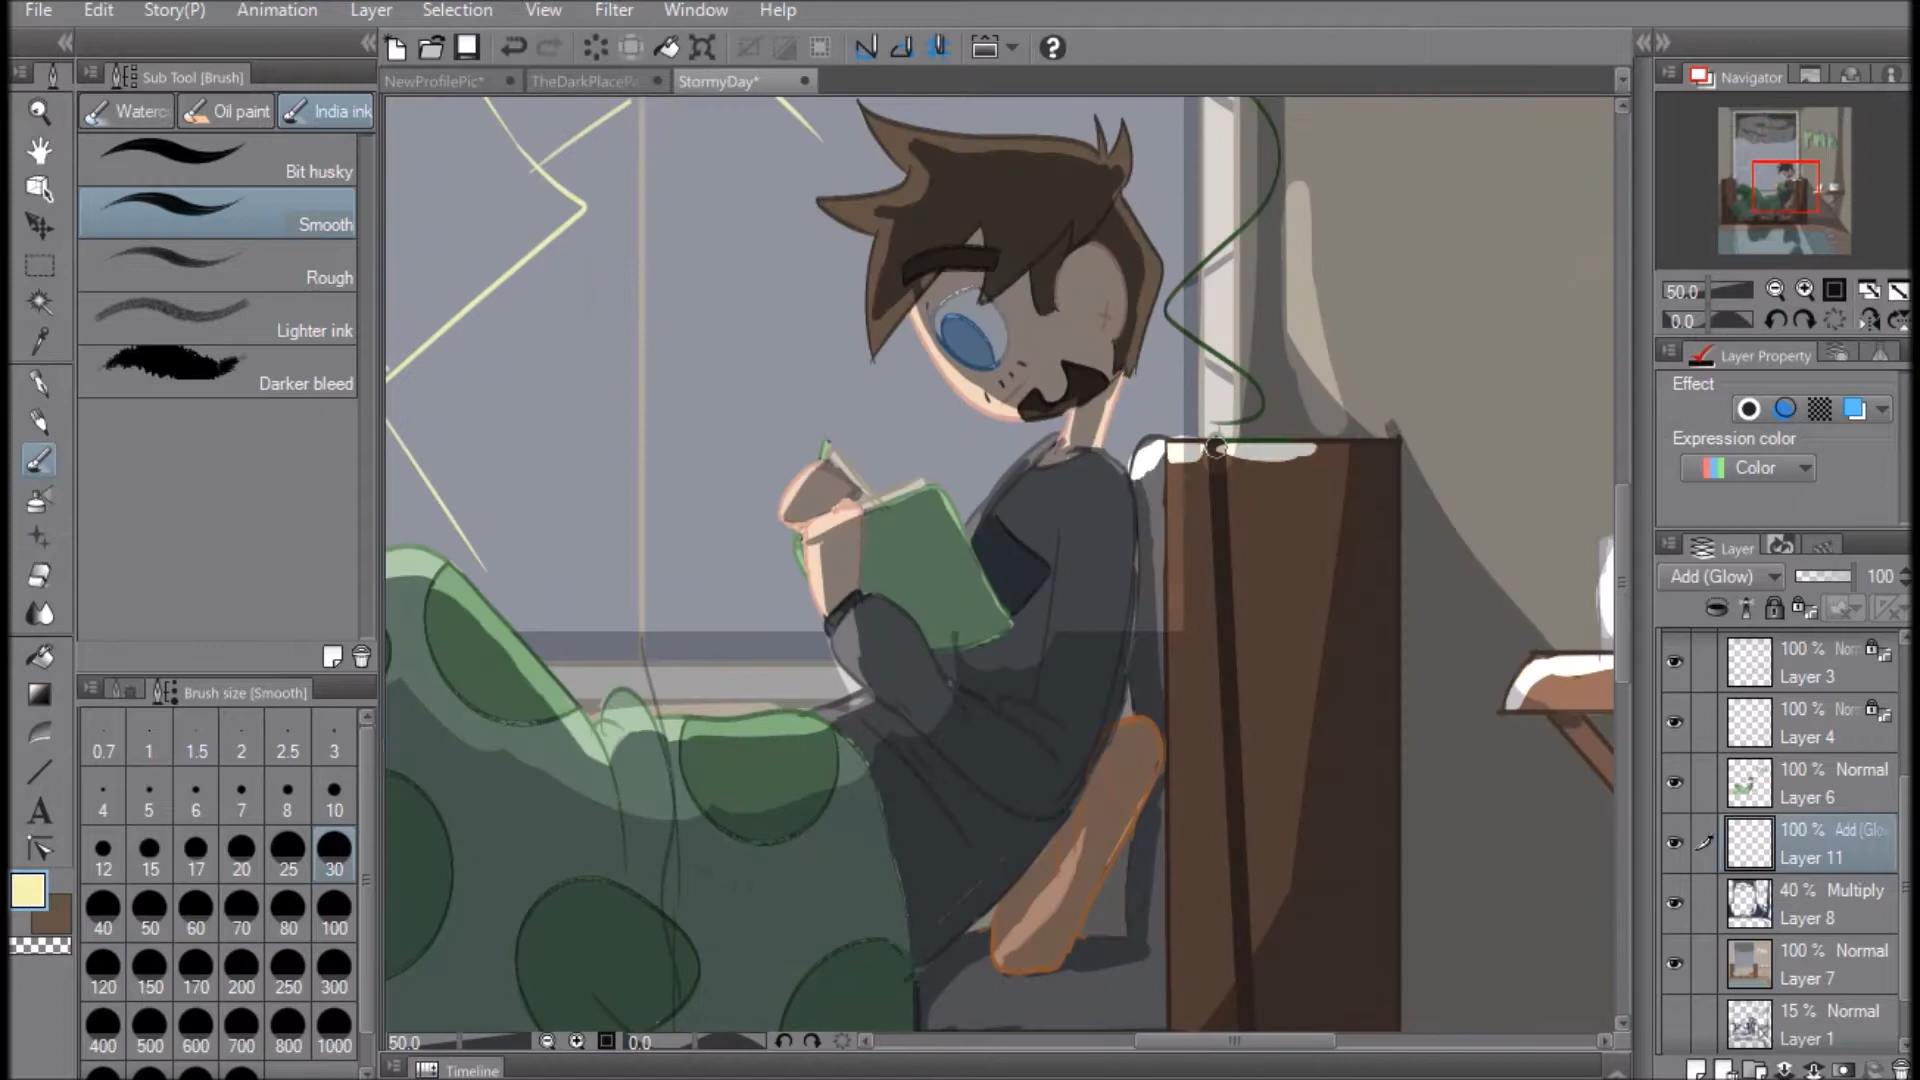 File Edit Story(P) Animation Layer Selection View Filter Window Help
Sub Tool [Brush]
NewProfilePic* StormyDay*
Navigator
Oil paint India ink
Bit husky
Smooth
Rough
Lighter ink
Darker bleed
50.0
0.0
Layer Property
Effect
Expression color
Color
Layer
Add (Glow) 100
100 %
Layer 3
100 %
Layer 4
100 % Normal
Layer 6
100 % Add (Glo
Layer 11
40 % Multiply
Layer 8
100 % Normal
Layer 7
15 % Normal
Layer 1
Brush size [Smooth]
0.7 1 1.5 2 2.5 3
4 5 6 7 8 10
12 15 17 20 25 30
40 50 60 70 80 100
120 150 170 200 250 300
400 500 600 700 800 1000
50.0 0.0
Timeline